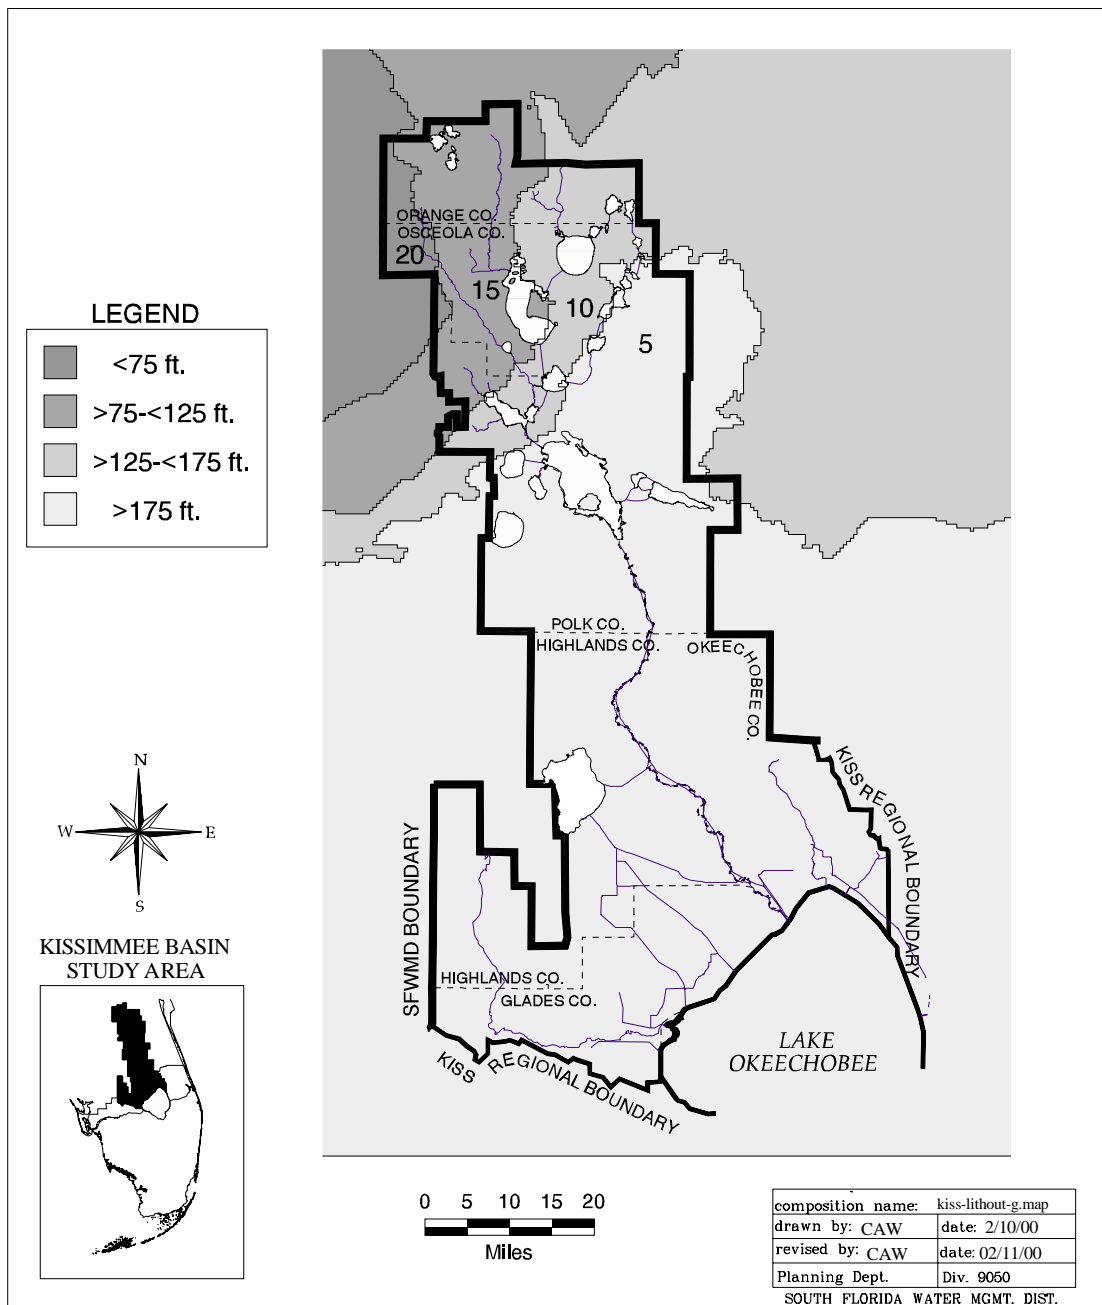 ORANGE CO.
OSCEOLA CO.
20
15
10
5
LEGEND
<75 ft.
>75-<125 ft.
>125-<175 ft.
>175 ft.
POLK CO.
HIGHLANDS CO.
OKEECHOBEE CO.
KISS REGIONAL BOUNDARY
N
W
E
S
SFWMD BOUNDARY
KISSIMMEE BASIN
STUDY AREA
HIGHLANDS CO.
GLADES CO.
KISS REGIONAL BOUNDARY
LAKE
OKEECHOBEE
0 5 10 15 20
Miles
composition name: kiss-lithout-g.map
drawn by: CAW date: 2/10/00
revised by: CAW date: 02/11/00
Planning Dept. Div. 9050
SOUTH FLORIDA WATER MGMT. DIST.